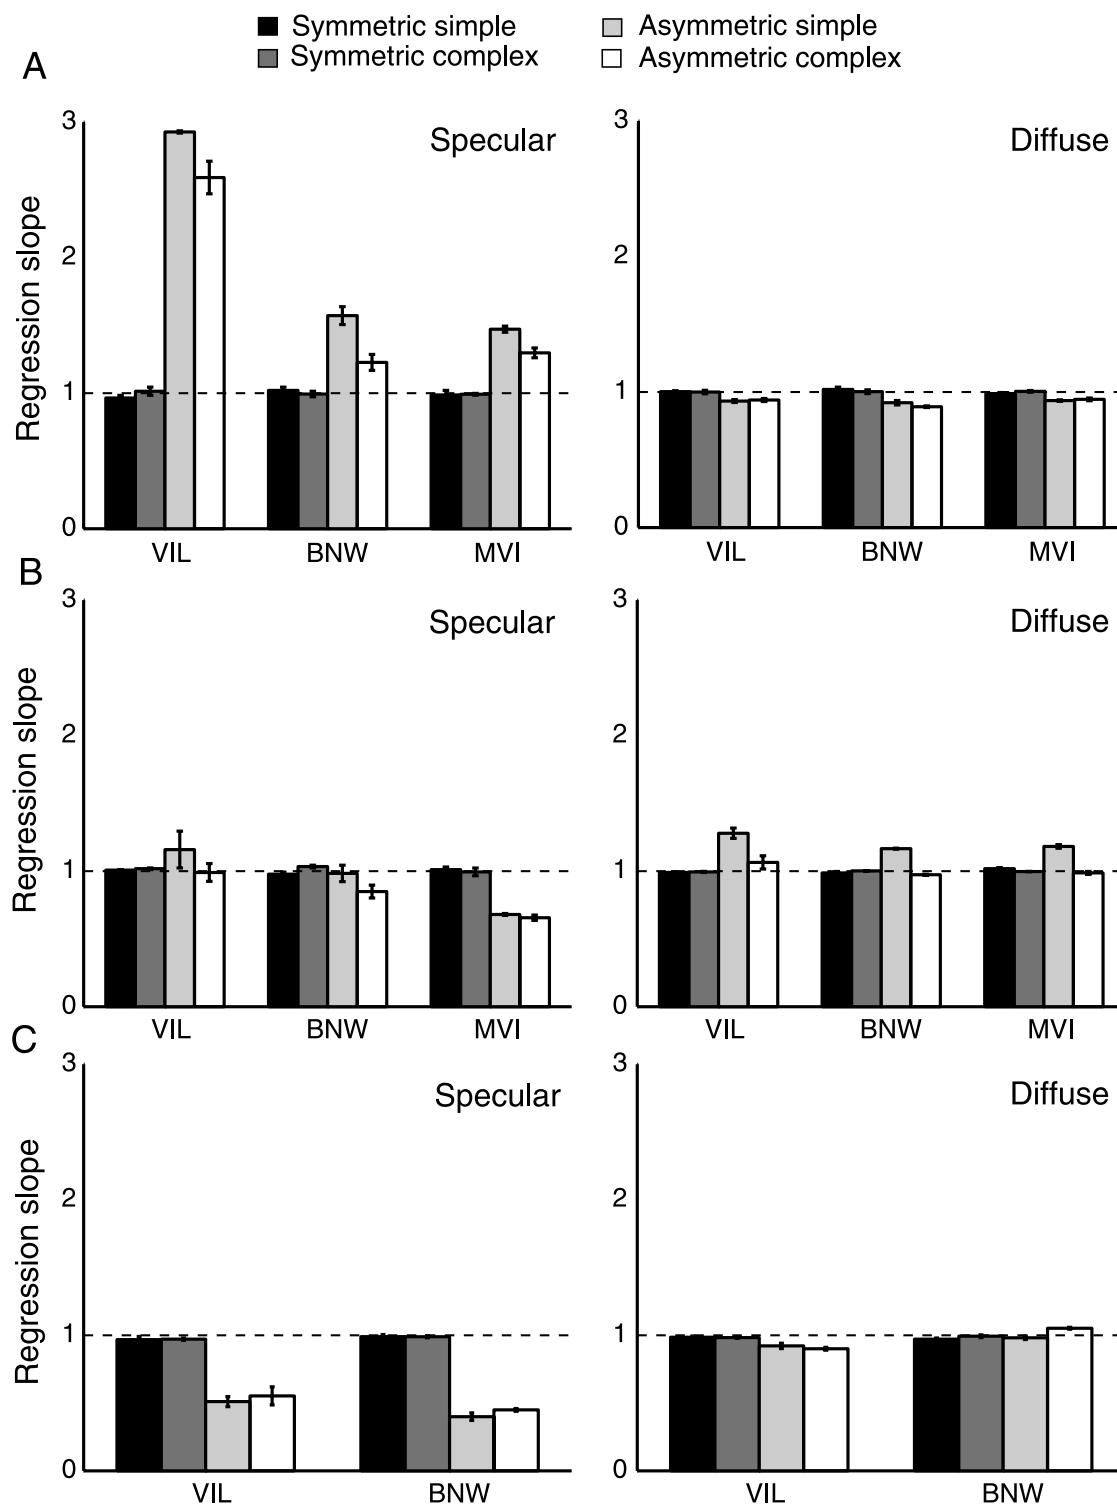 Symmetric simple
Asymmetric simple
Symmetric complex
Asymmetric complex
A
Regression slope
3
2
1
0
Specular
VIL BNW MVI
3
2
1
0
Diffuse
VIL BNW MVI
B
Regression slope
3
2
1
0
Specular
VIL BNW MVI
3
2
1
0
Diffuse
VIL BNW MVI
C
Regression slope
3
2
1
0
Specular
VIL BNW
3
2
1
0
Diffuse
VIL BNW